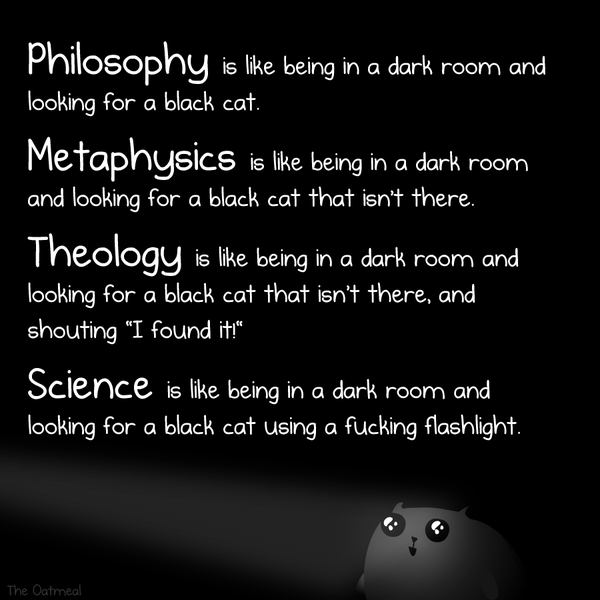 Philosophy is like being in a dark room and
looking for a black cat.
Metaphysics is like being in a dark room
and looking for a black cat that isn't there.
Theology is like being in a dark room and
looking for a black cat that isn't there, and
shouting "I found it!"
Science is like being in a dark room and
looking for a black cat using a fucking flashlight.
The Oatmeal